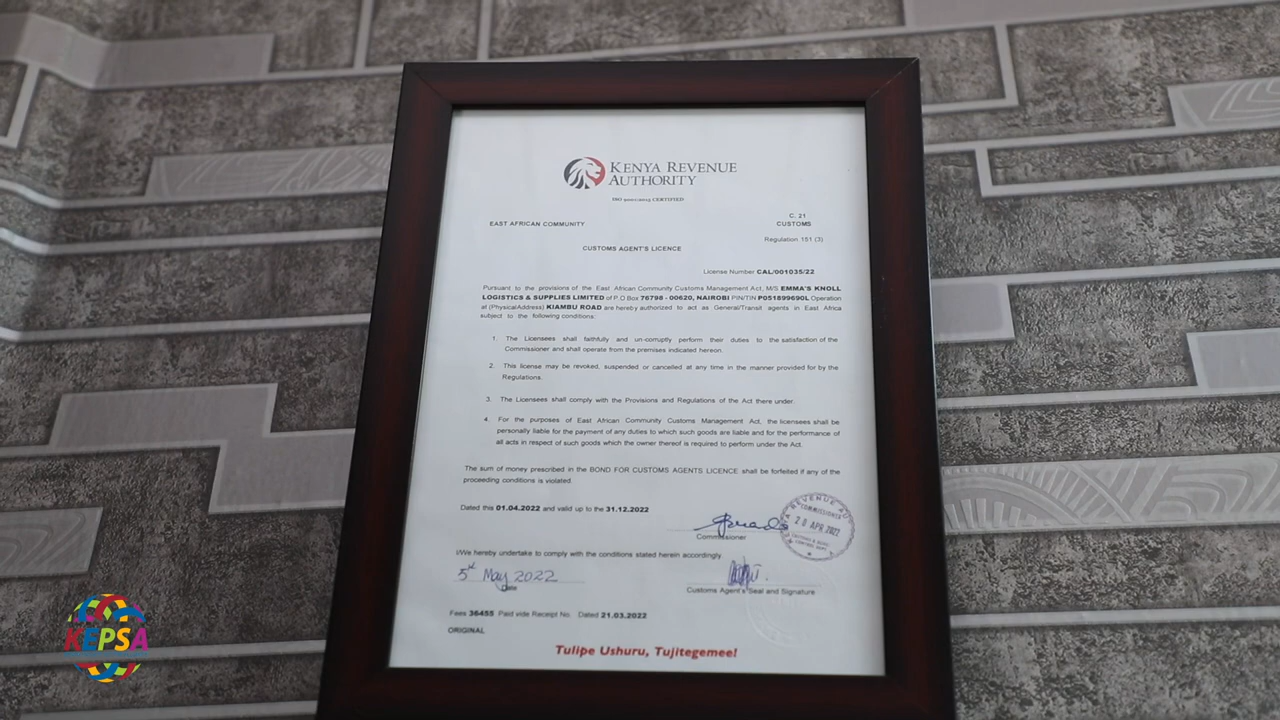 KENYA REVENUE
AUTHORITY
ISO 9001:2015 CERTIFIED
EAST AFRICAN COMMUNITY
C. 21
CUSTOMS
Regulation 151 (3)
CUSTOMS AGENT'S LICENCE
License Number CAL/001035/22
Pursuant to the provisions of the East African Community Customs Management Act, M/S EMMA'S KNOLL
LOGISTICS & SUPPLIES LIMITED of P.O Box 76798 - 00620, NAIROBI PIN/TIN P051899690L Operation
at (Physical Address) KIAMBU ROAD are hereby authorized to act as General/Transit agents in East Africa
subject to the following conditions:
1. The Licensees shall faithfully and un-corruptly perform their duties to the satisfaction of the
Commissioner and shall operate from the premises indicated hereon.
2. This license may be revoked, suspended or cancelled at any time in the manner provided for by the
Regulations.
3. The Licensees shall comply with the Provisions and Regulations of the Act there under.
4. For the purposes of East African Community Customs Management Act, the licensees shall be
personally liable for the payment of any duties to which such goods are liable and for the performance of
all acts in respect of such goods which the owner thereof is required to perform under the Act.
The sum of money prescribed in the BOND FOR CUSTOMS AGENTS LICENCE shall be forfeited if any of the
proceeding conditions is violated.
Dated this 01.04.2022 and valid up to the 31.12.2022
Commissioner
REVENUE
COMMISSIONER
20 APR 2022
I/We hereby undertake to comply with the conditions stated herein accordingly.
5th May 2022
Date
Customs Agent's Seal and Signature
Fees 36455 Paid vide Receipt No. Dated 21.03.2022
ORIGINAL
Tulipe Ushuru, Tujitegemee!
KEPSA